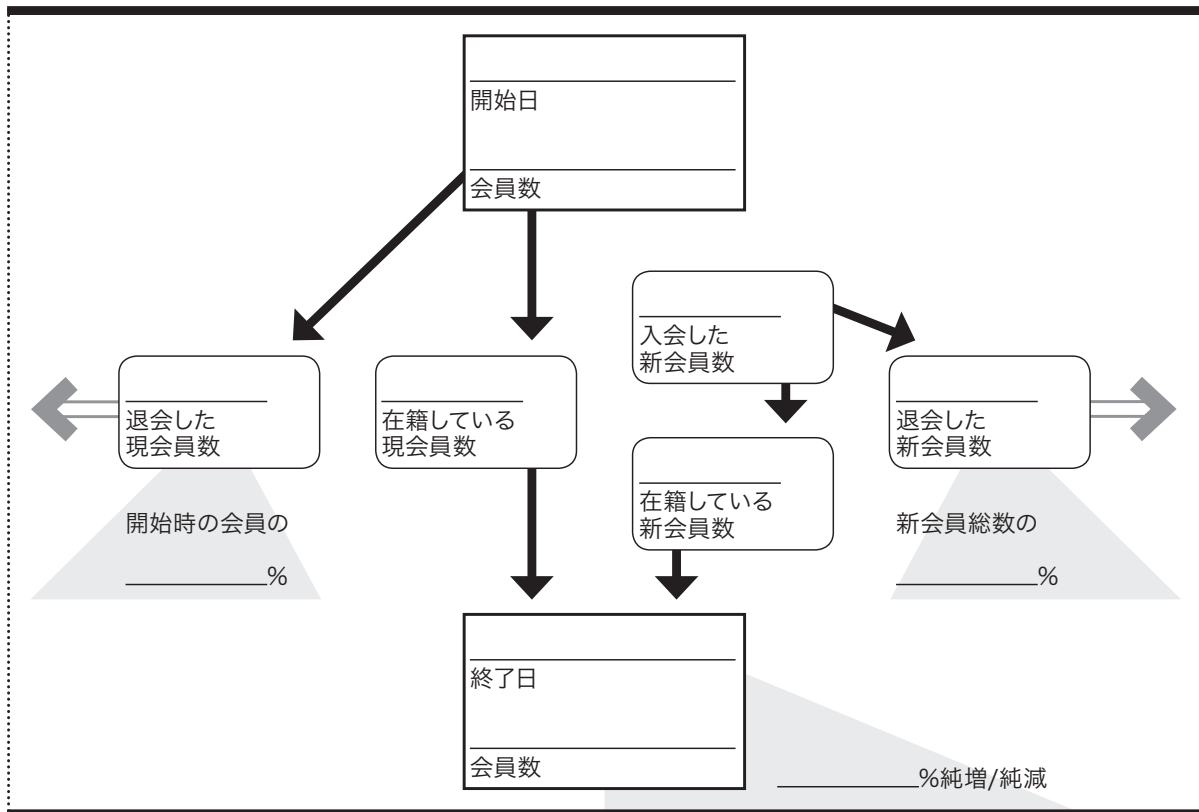 開始日
会員数
入会した
新会員数
退会した
現会員数
在籍している
現会員数
退会した
新会員数
在籍している
新会員数
開始時の会員の
%
新会員総数の
%
終了日
会員数
%純増/純減